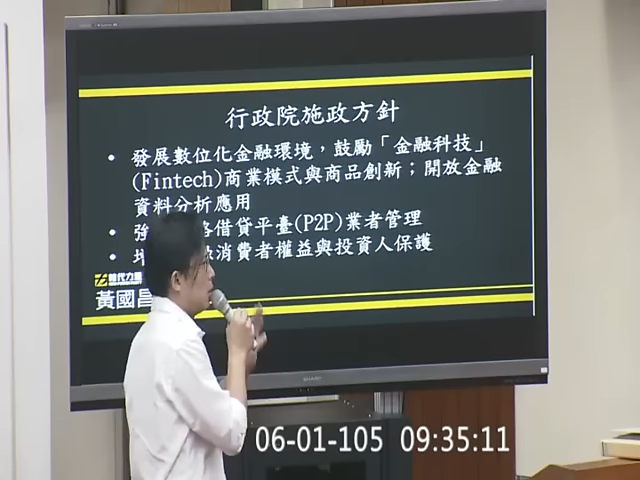 行政院施政方針
• 發展數位化金融環境，鼓勵「金融科技」
(Fintech)商業模式與商品創新；開放金融
資料分析應用
• 強 路借貸平臺(P2P)業者管理
• 消費者權益與投資人保護
時代力量
黃國昌
SHARP
06-01-105 09:35:11